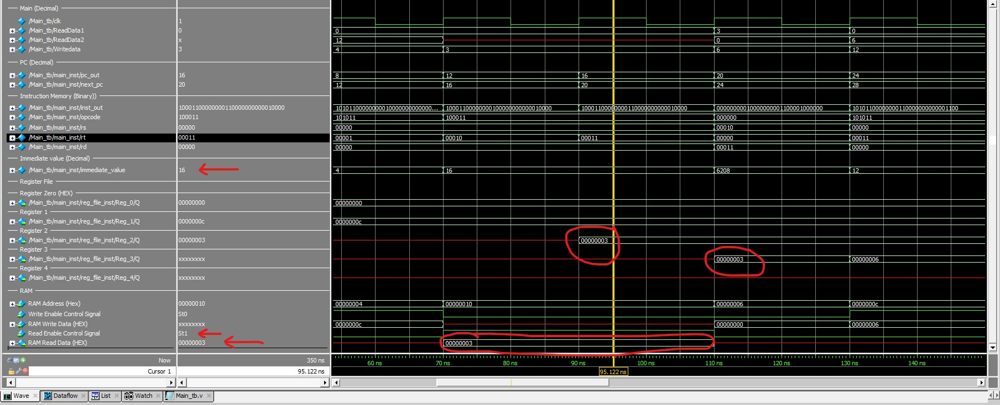 Main (Decimal)
/Main_tb/clk 1
/Main_tb/ReadData1 0 0 3 0
/Main_tb/ReadData2 x 12 0 6
/Main_tb/Writedata 3 4 3 6 12
PC (Decimal)
/Main_tb/main_inst/pc_out 16 8 12 16 20 24
/Main_tb/main_inst/next_pc 20 12 16 20 24 28
Instruction Memory (Binary))
/Main_tb/main_inst/inst_out 10001100000000110000000000010000 101011000000000100000000000000... 10001100000000100000000000010000 10001100000000110000000000010000 00000000010000000001100001000000 10101100000000110000000000001100
/Main_tb/main_inst/opcode 100011 101011 100011 000000 101011
/Main_tb/main_inst/rs 00000 00000 00010 00000
/Main_tb/main_inst/rt 00011 00001 00010 00011 00000 00011
/Main_tb/main_inst/rd 00000 00000 00011 00000
Immediate value (Decimal)
/Main_tb/main_inst/immediate_value 16 4 16 6208 12
Register File
Register Zero (HEX)
/Main_tb/main_inst/reg_file_inst/Reg_0/Q 00000000 00000000
Register 1
/Main_tb/main_inst/reg_file_inst/Reg_1/Q 0000000c 0000000c
Register 2
/Main_tb/main_inst/reg_file_inst/Reg_2/Q 00000003 00000003
Register 3
/Main_tb/main_inst/reg_file_inst/Reg_3/Q xxxxxxxx 00000003 00000006
Register 4
/Main_tb/main_inst/reg_file_inst/Reg_4/Q xxxxxxxx
RAM
RAM Address (Hex) 00000010 00000004 00000010 00000006 0000000c
Write Enable Control Signal St0
RAM Write Data (HEX) xxxxxxxx 0000000c 00000000 00000006
Read Enable Control Signal St1
RAM Read Data (HEX) 00000003 00000003
Now 350 ns 60 ns 70 ns 80 ns 90 ns 100 ns 110 ns 120 ns 130 ns 140 ns
Cursor 1 95.122 ns 95.122 ns
Wave Dataflow List Watch Main_tb.v